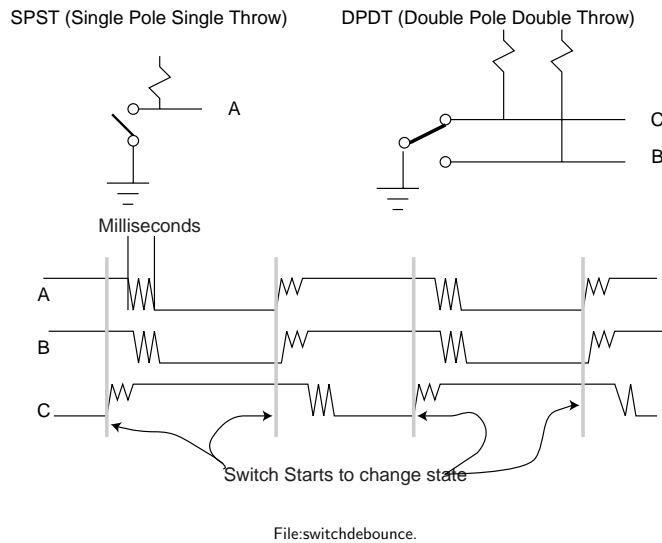 SPST (Single Pole Single Throw)
DPDT (Double Pole Double Throw)
A
C
B
Milliseconds
A
B
C
Switch Starts to change state
File:switchdebounce.